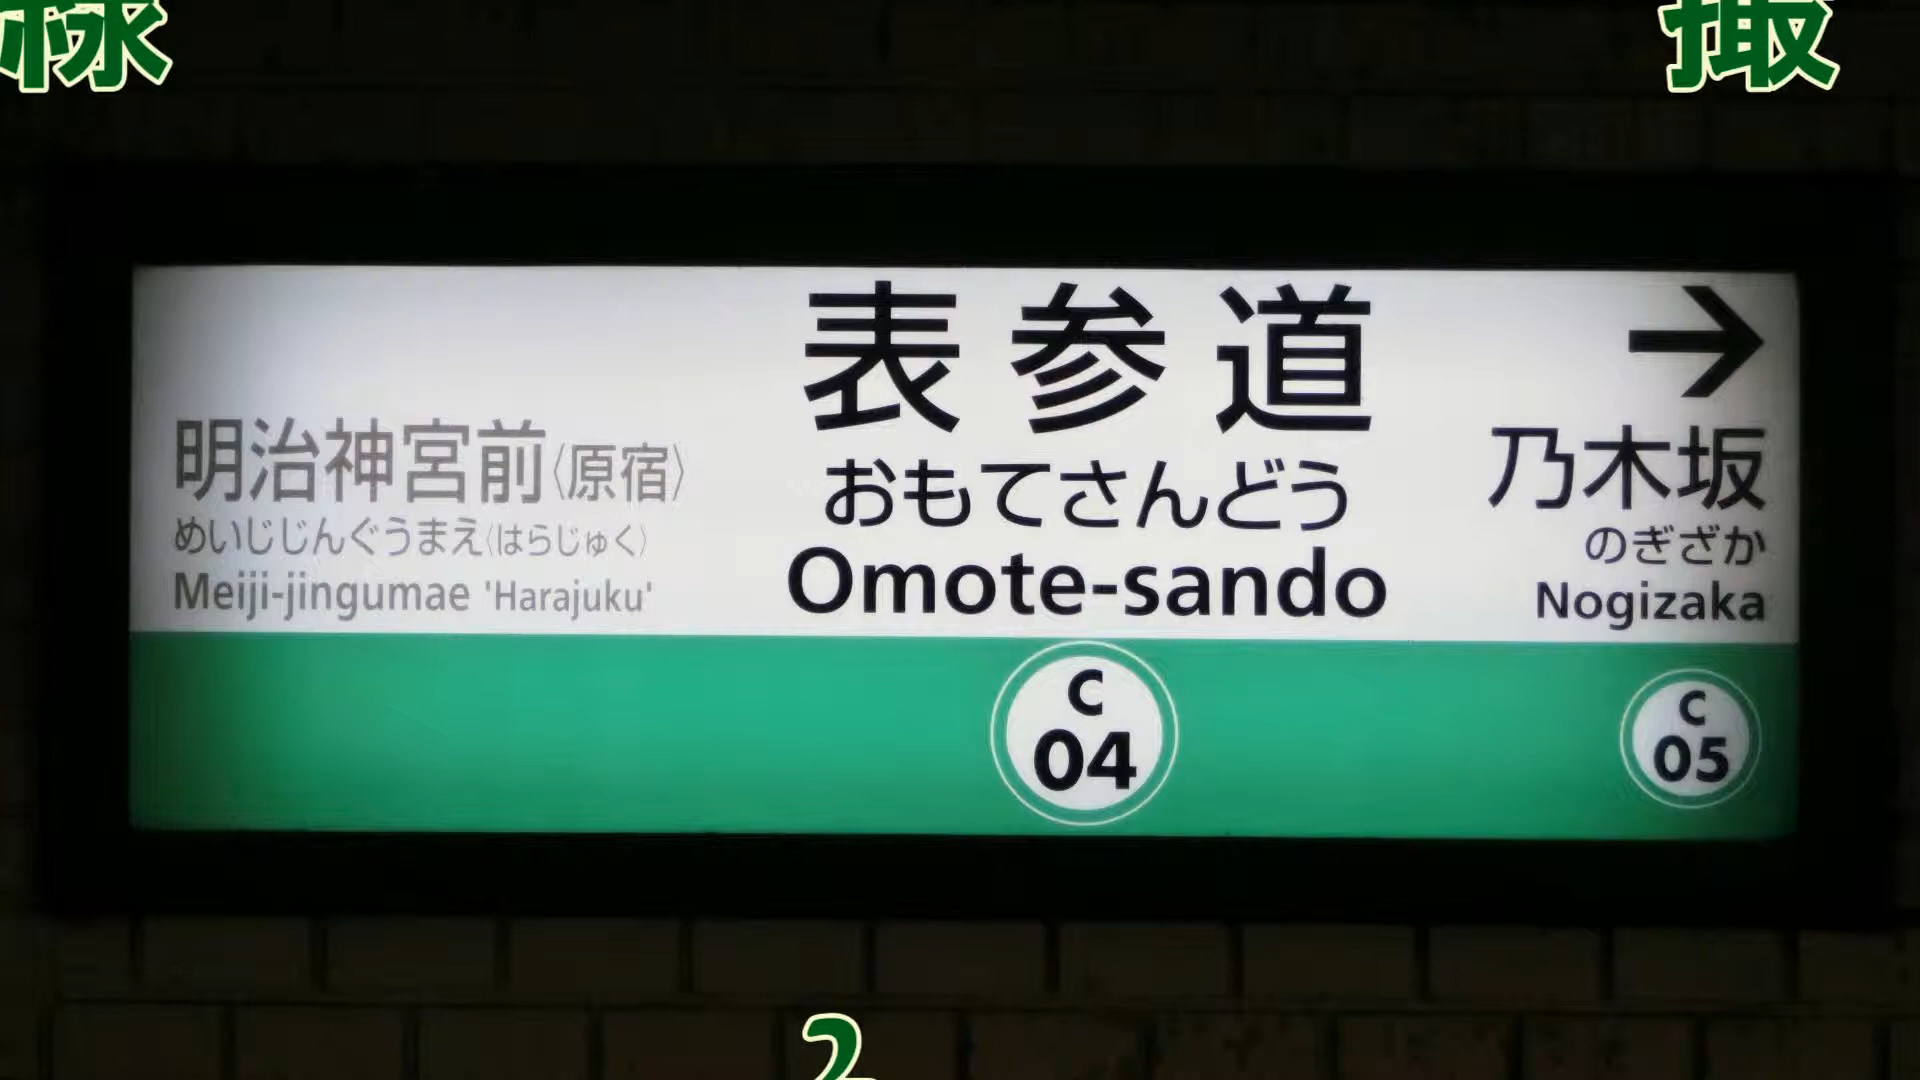 表参道
明治神宮前〈原宿〉
おもてさんどう
乃木坂
めいじじんぐうまえ〈はらじゅく〉
のぎざか
Meiji-jingumae 'Harajuku'
Omote-sando
Nogizaka
C
04
C
05
2